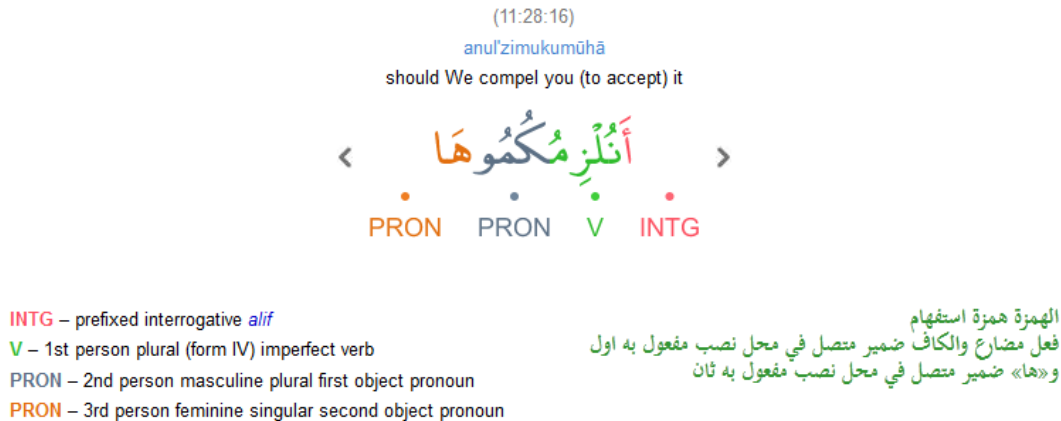 (11:28:16)
anul'zimukumūhā
should We compel you (to accept) it
أَنُلْزِمُكُمُوهَا
PRON PRON V INTG
INTG – prefixed interrogative alif
V – 1st person plural (form IV) imperfect verb
PRON – 2nd person masculine plural first object pronoun
PRON – 3rd person feminine singular second object pronoun
الهمزة همزة استفهام
فعل مضارع والكاف ضمير متصل في محل نصب مفعول به اول
و«ها» ضمير متصل في محل نصب مفعول به ثان